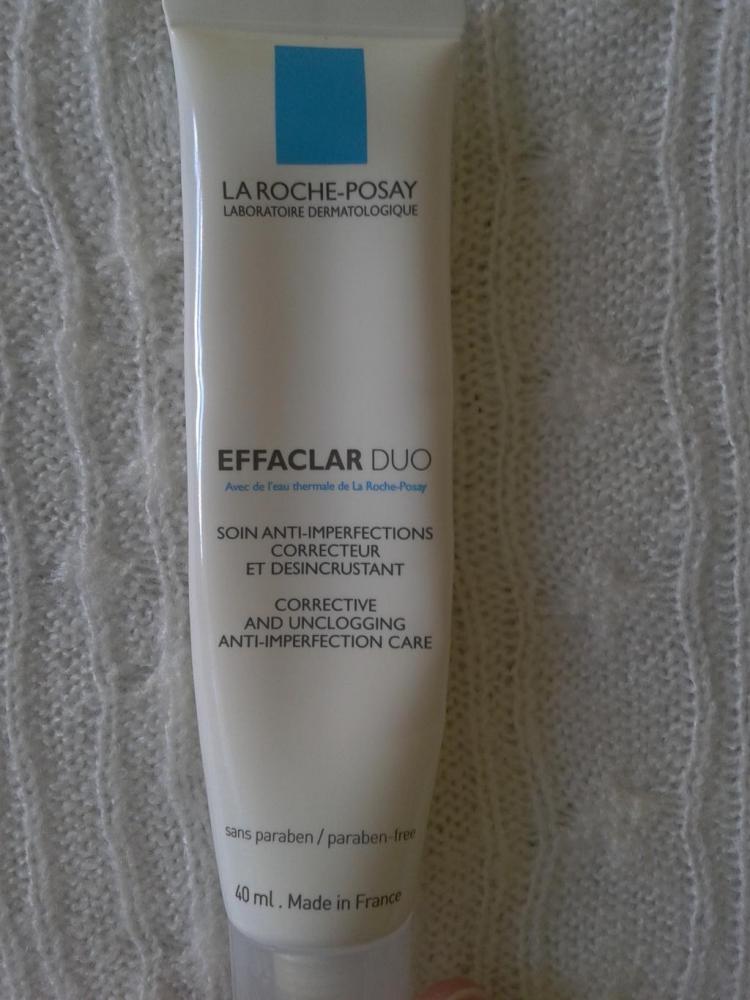 LA ROCHE-POSAY
LABORATOIRE DERMATOLOGIQUE
EFFACLAR DUO
Avec de l'eau thermale de La Roche-Posay
SOIN ANTI-IMPERFECTIONS
CORRECTEUR
ET DESINCRUSTANT
CORRECTIVE
AND UNCLOGGING
ANTI-IMPERFECTION CARE
sans paraben / paraben-free
40 ml . Made in France